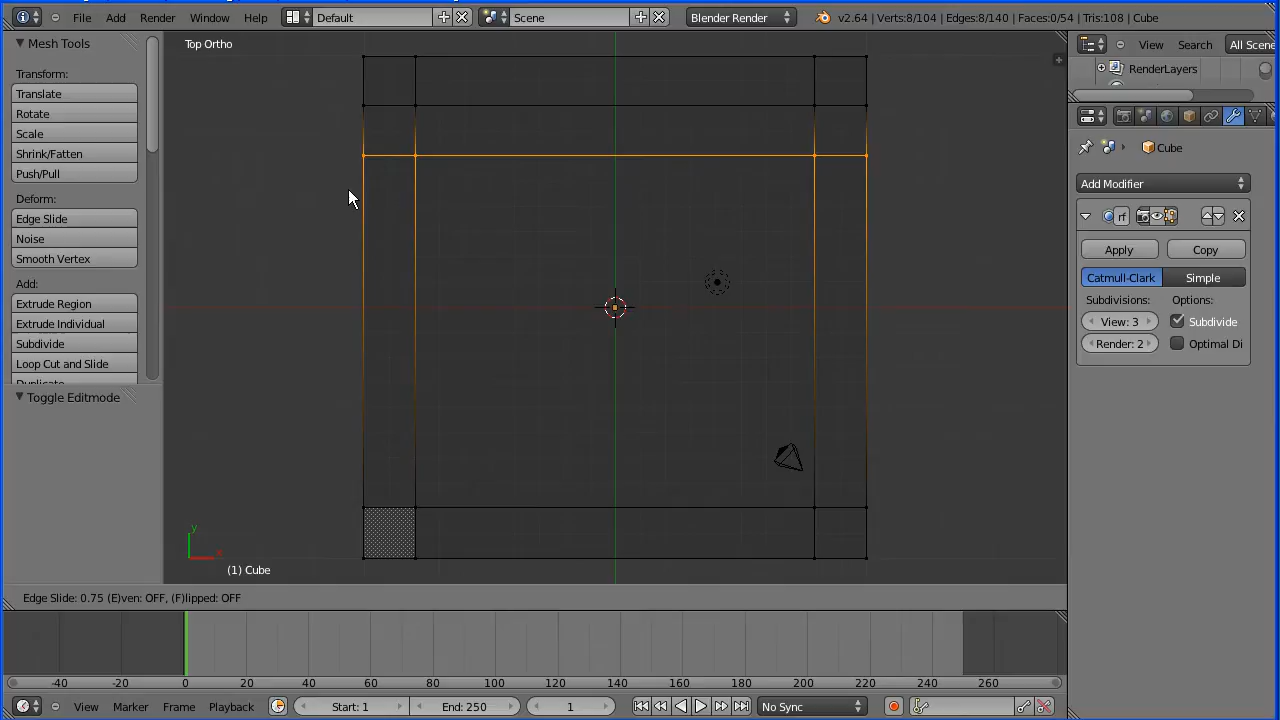 File Add Render Window Help Default Scene Blender Render v2.64 | Verts:8/104 | Edges:8/140 | Faces:0/54 | Tris:108 | Cube
Mesh Tools
Transform:
Translate
Rotate
Scale
Shrink/Fatten
Push/Pull
Deform:
Edge Slide
Noise
Smooth Vertex
Add:
Extrude Region
Extrude Individual
Subdivide
Loop Cut and Slide
Duplicate
Toggle Editmode
Top Ortho
y
x
(1) Cube
Edge Slide: 0.75 (E)ven: OFF, (F)lipped: OFF
View Search All Scene
RenderLayers
Cube
Add Modifier
rf
Apply Copy
Catmull-Clark Simple
Subdivisions: Options:
View: 3 Subdivide
Render: 2 Optimal Di
-40 -20 0 20 40 60 80 100 120 140 160 180 200 220 240 260
View Marker Frame Playback Start: 1 End: 250 1 No Sync